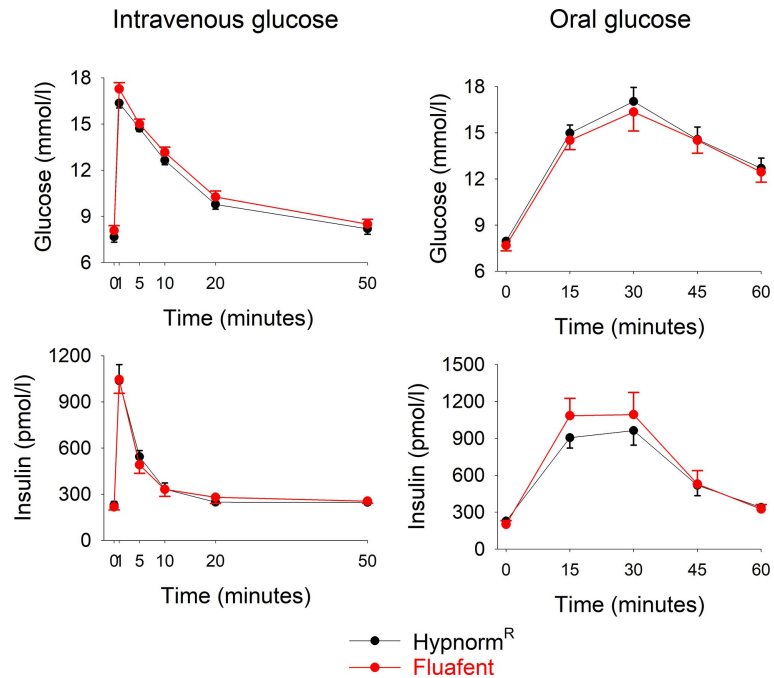 Intravenous glucose
Oral glucose
Glucose (mmol/l)
18
15
12
9
6
0 1 5 10 20 50
Time (minutes)
Glucose (mmol/l)
18
15
12
9
6
0 15 30 45 60
Time (minutes)
Insulin (pmol/l)
1200
900
600
300
0
0 1 5 10 20 50
Time (minutes)
Insulin (pmol/l)
1500
1200
900
600
300
0
0 15 30 45 60
Time (minutes)
Hypnorm^R
Fluafent